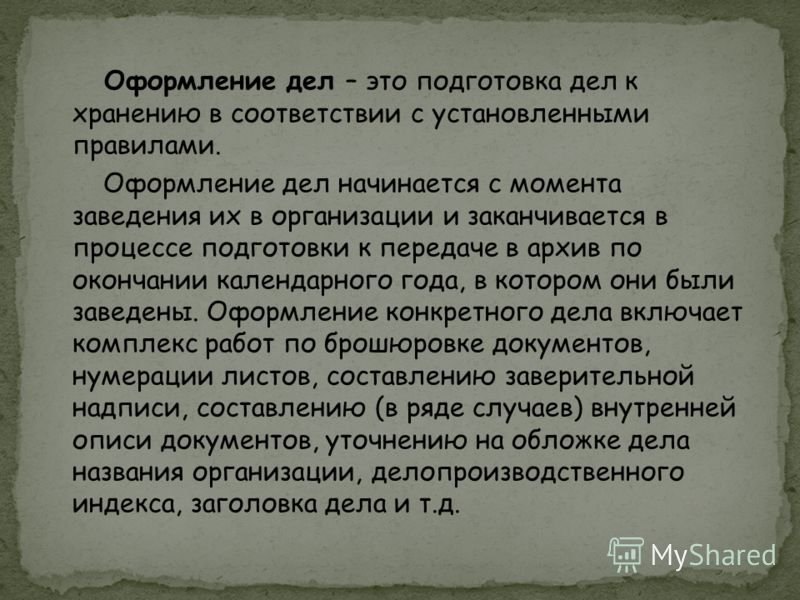 Оформление дел – это подготовка дел к
хранению в соответствии с установленными
правилами.
Оформление дел начинается с момента
заведения их в организации и заканчивается в
процессе подготовки к передаче в архив по
окончании календарного года, в котором они были
заведены. Оформление конкретного дела включает
комплекс работ по брошюровке документов,
нумерации листов, составлению заверительной
надписи, составлению (в ряде случаев) внутренней
описи документов, уточнению на обложке дела
названия организации, делопроизводственного
индекса, заголовка дела и т.д.
MyShared